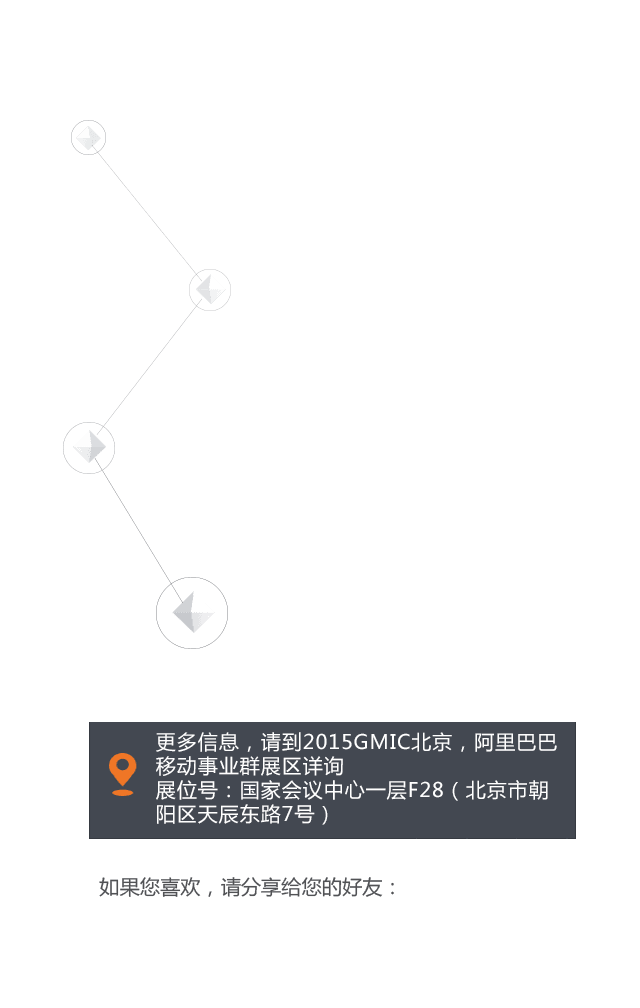 更多信息，请到2015GMIC北京，阿里巴巴
移动事业群展区详询
展位号：国家会议中心一层F28（北京市朝
阳区天辰东路7号）
如果您喜欢，请分享给您的好友：